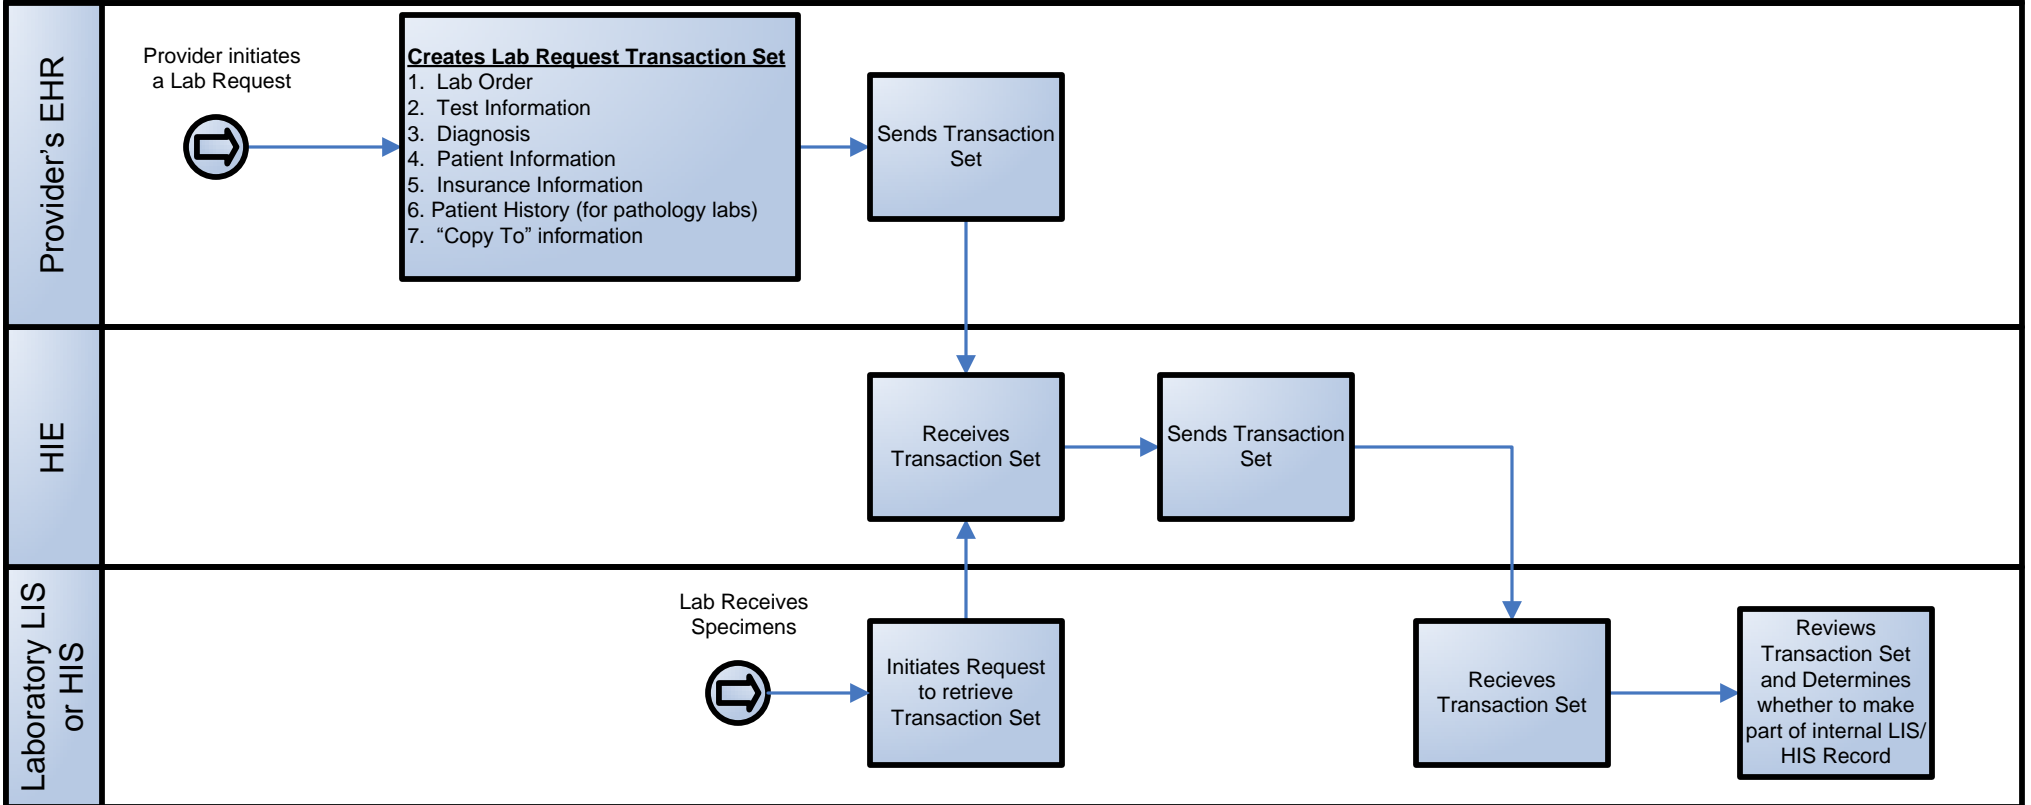 Provider's EHR
Provider initiates
a Lab Request
Creates Lab Request Transaction Set
1.  Lab Order
2.  Test Information
3.  Diagnosis
4.  Patient Information
5.  Insurance Information
6. Patient History (for pathology labs)
7.  “Copy To” information
Sends Transaction
Set
HIE
Receives
Transaction Set
Sends Transaction
Set
Laboratory LIS
or HIS
Lab Receives
Specimens
Initiates Request
to retrieve
Transaction Set
Recieves
Transaction Set
Reviews
Transaction Set
and Determines
whether to make
part of internal LIS/
HIS Record